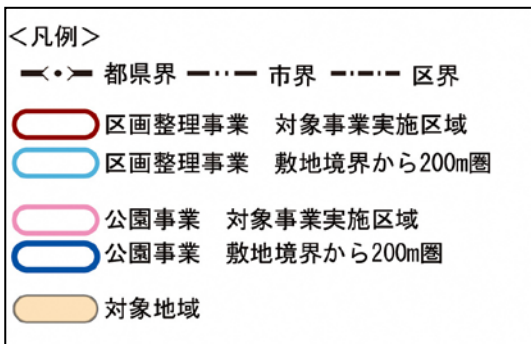 <凡例>
都県界 市界 区界
区画整理事業 対象事業実施区域
区画整理事業 敷地境界から200m圏
公園事業 対象事業実施区域
公園事業 敷地境界から200m圏
対象地域